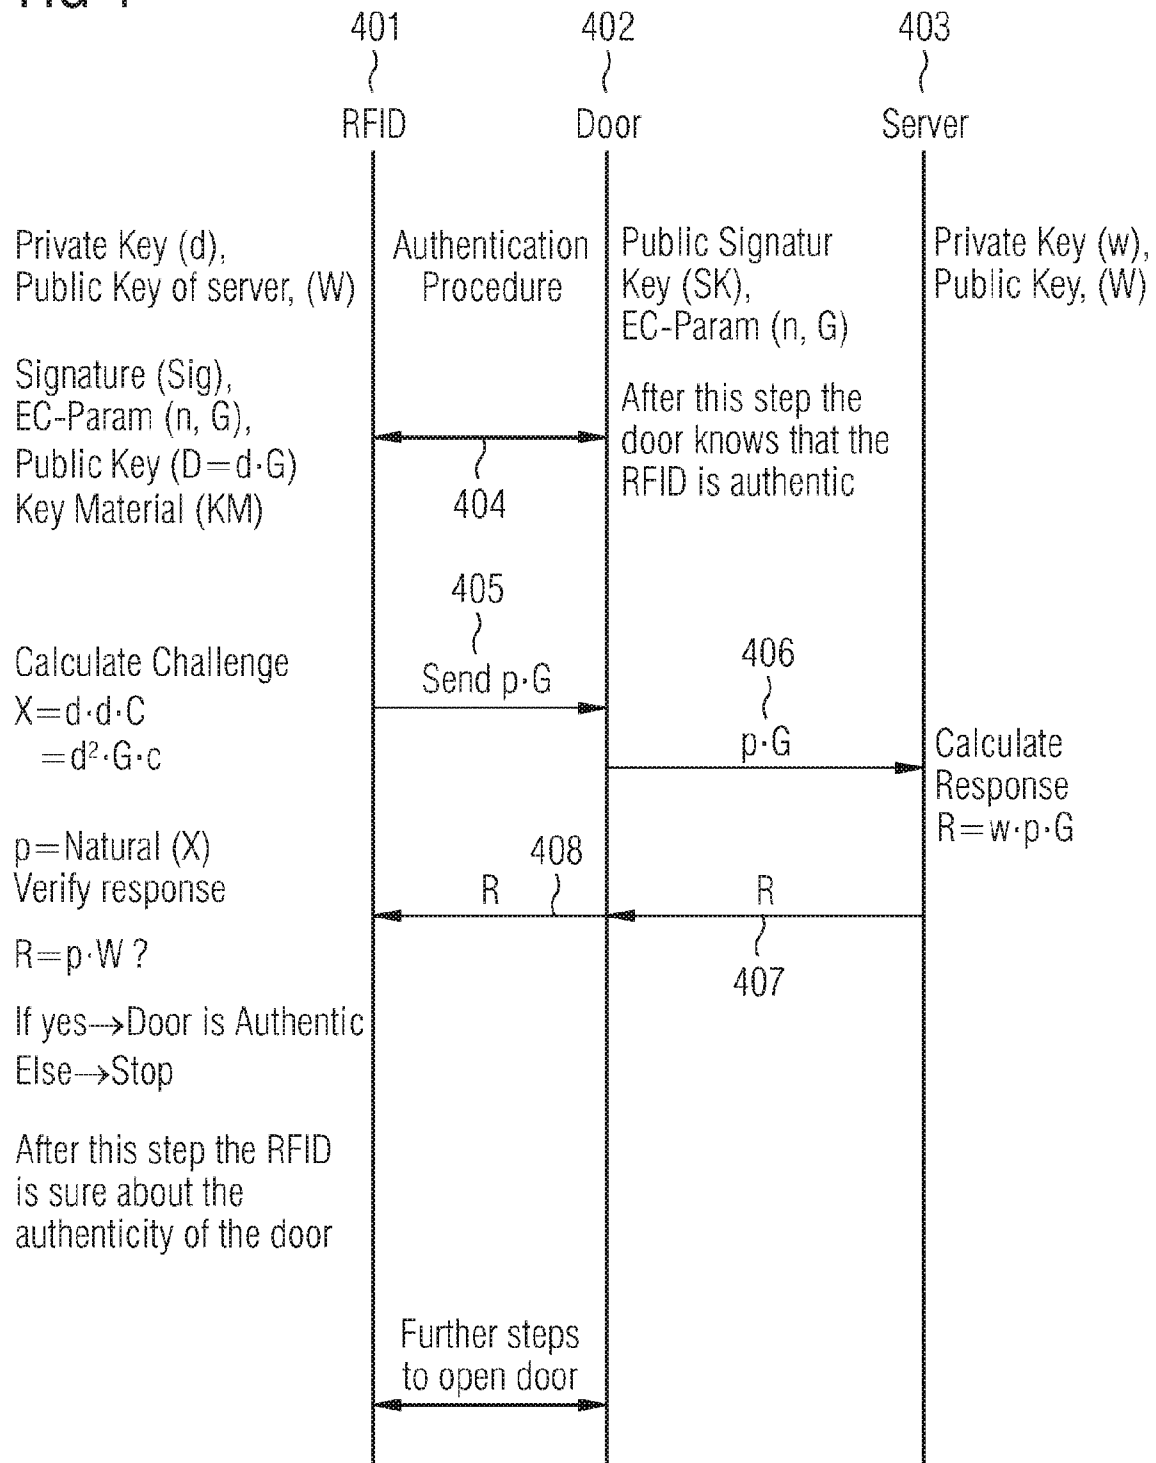 401
402
403
RFID
Door
Server
Private Key (d),
Public Key of server, (W)
Authentication
Procedure
Public Signatur
Key (SK),
EC-Param (n, G)
Private Key (w),
Public Key, (W)
Signature (Sig),
EC-Param (n, G),
Public Key (D=d·G)
Key Material (KM)
404
After this step the
door knows that the
RFID is authentic
405
Send p·G
406
p·G
Calculate Challenge
X=d·d·C
=d²·G·c
Calculate
Response
R=w·p·G
p=Natural (X)
Verify response
408
R
R
407
R=p·W ?
If yes→Door is Authentic
Else→Stop
After this step the RFID
is sure about the
authenticity of the door
Further steps
to open door